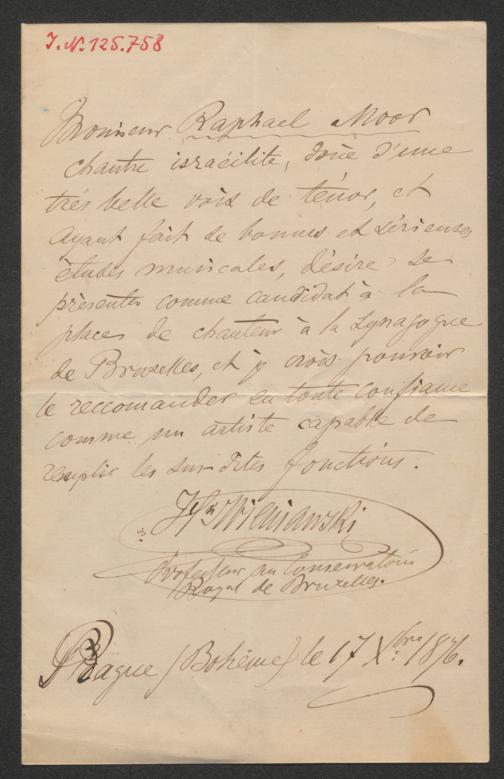 I.N. 125.758
Monsieur Raphael Moor
chantre israélite, doué d'une
très belle voix de ténor, et
ayant fait de bonnes et sérieuses
études musicales, désire se
présenter comme candidat à la
place de chanteur à la Synagogue
de Bruxelles, et je crois pouvoir
le reccomander en toute confiance
comme un artiste capable de
remplir les sus-dites fonctions.
Wieniawski
Professeur au Conservatoire
Royal de Bruxelles.
Prague (Bohème) le 17 Xbre 1876.